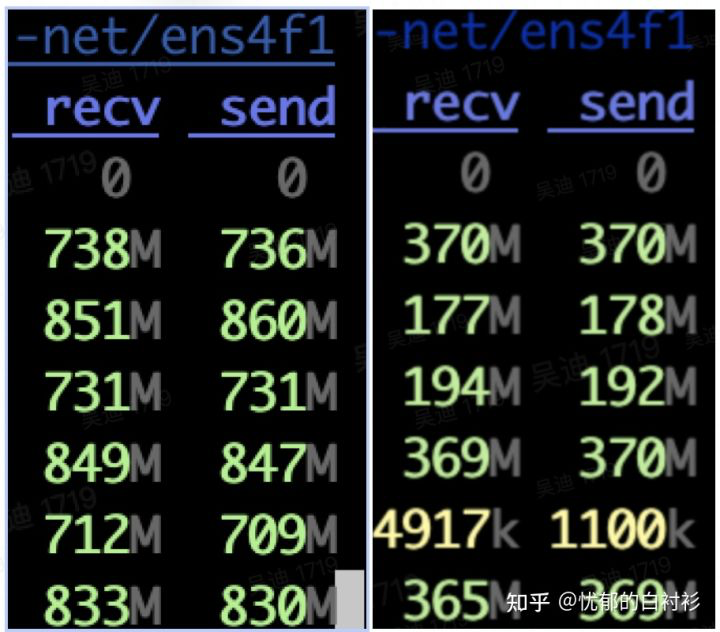 -net/ens4f1
recv send
0 0
738M 736M
851M 860M
731M 731M
849M 847M
712M 709M
833M 830M
-net/ens4f1
recv send
0 0
370M 370M
177M 178M
194M 192M
369M 370M
4917k 1100k
365M 369M
知乎 @忧郁的白衬衫
吴迪 1719